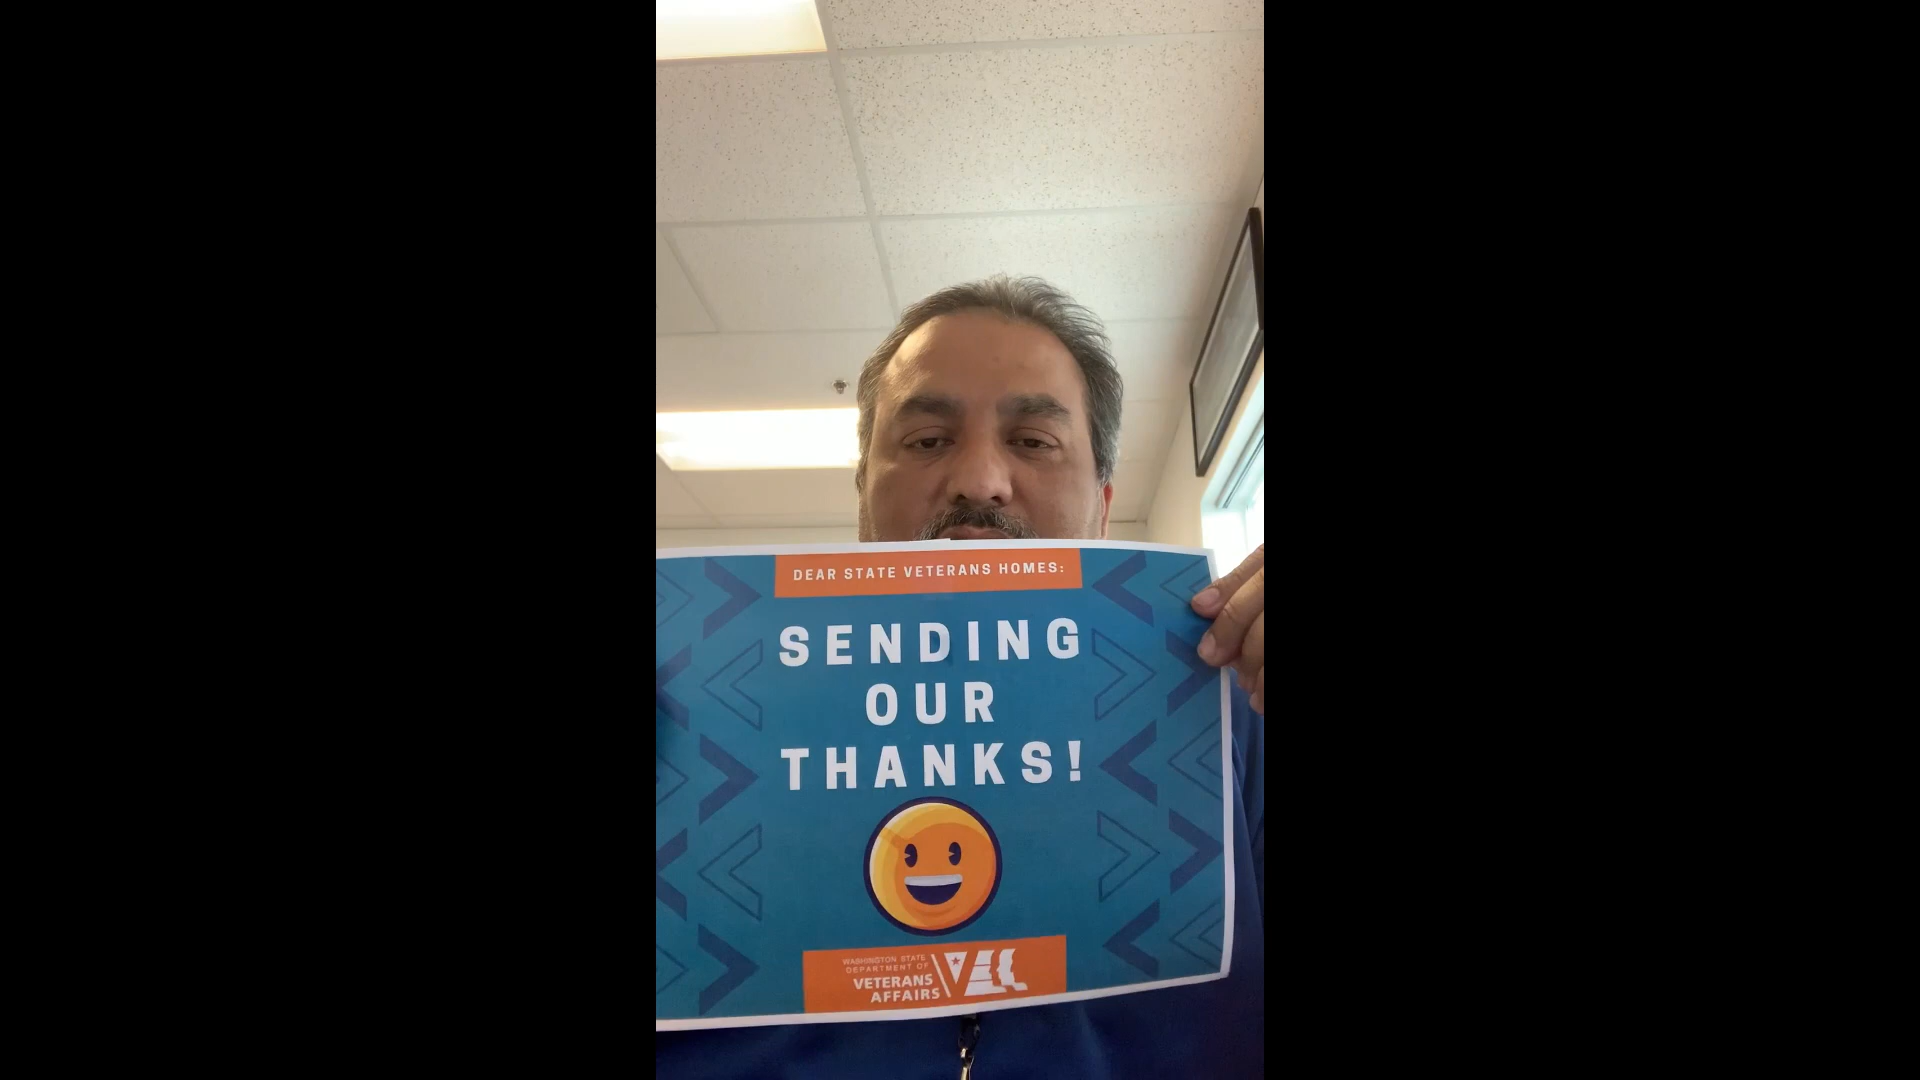 DEAR STATE VETERANS HOMES:
SENDING
OUR
THANKS!
WASHINGTON STATE
DEPARTMENT OF
VETERANS
AFFAIRS